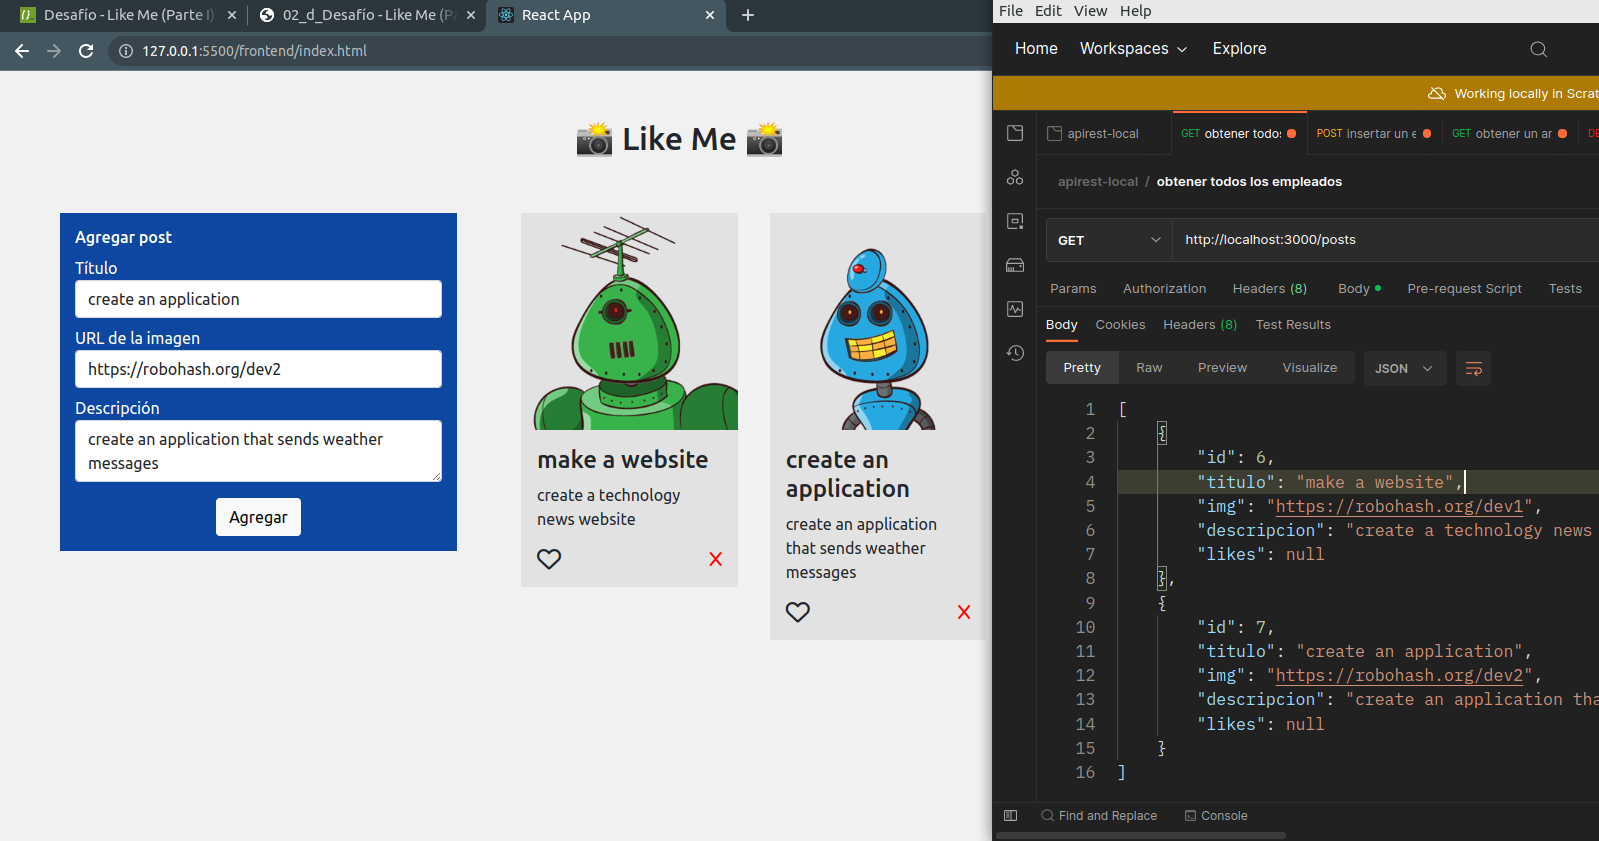 Desafío - Like Me (Parte I)
02_d_Desafío - Like Me (Pa
React App
127.0.0.1:5500/frontend/index.html
Like Me
Agregar post
Título
create an application
URL de la imagen
https://robohash.org/dev2
Descripción
create an application that sends weather
messages
Agregar
make a website
create a technology
news website
create an
application
create an application
that sends weather
messages
File Edit View Help
Home Workspaces Explore
Working locally in Scrat
apirest-local
GET obtener todos
POST insertar un e
GET obtener un ar
DE
apirest-local / obtener todos los empleados
GET http://localhost:3000/posts
Params Authorization Headers (8) Body Pre-request Script Tests
Body Cookies Headers (8) Test Results
Pretty Raw Preview Visualize JSON
1 [
2 {
3 "id": 6,
4 "titulo": "make a website",
5 "img": "https://robohash.org/dev1",
6 "descripcion": "create a technology news
7 "likes": null
8 },
9 {
10 "id": 7,
11 "titulo": "create an application",
12 "img": "https://robohash.org/dev2",
13 "descripcion": "create an application tha
14 "likes": null
15 }
16 ]
Find and Replace Console